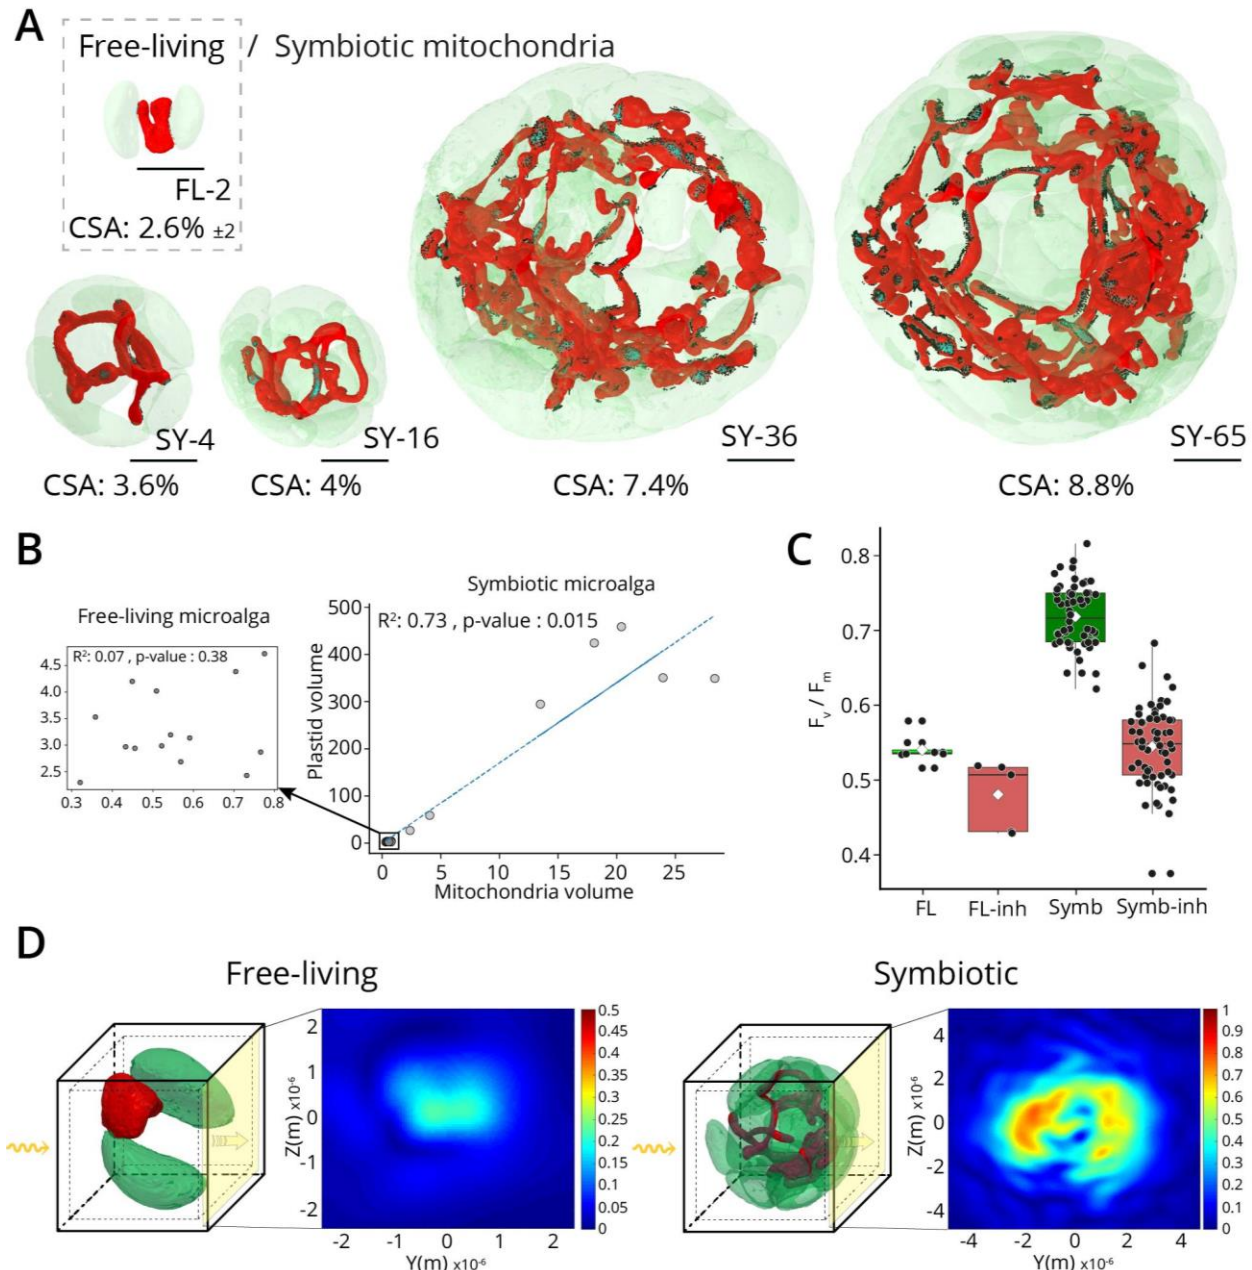 A
Free-living / Symbiotic mitochondria
FL-2
CSA: 2.6% ±2
SY-4
CSA: 3.6%
SY-16
CSA: 4%
SY-36
CSA: 7.4%
SY-65
CSA: 8.8%
B
Free-living microalga
R²: 0.07 , p-value : 0.38
4.5
4.0
3.5
3.0
2.5
0.3 0.4 0.5 0.6 0.7 0.8
Symbiotic microalga
R²: 0.73 , p-value : 0.015
Plastid volume
500
400
300
200
100
0
0 5 10 15 20 25
Mitochondria volume
C
Fv / Fm
0.8
0.7
0.6
0.5
0.4
FL FL-inh Symb Symb-inh
D
Free-living
Z(m) x10⁻⁶
2
1
0
-1
-2
-2 -1 0 1 2
Y(m) x10⁻⁶
0.5
0.45
0.4
0.35
0.3
0.25
0.2
0.15
0.1
0.05
0
Symbiotic
Z(m) x10⁻⁶
4
2
0
-2
-4
-4 -2 0 2 4
Y(m) x10⁻⁶
1
0.9
0.8
0.7
0.6
0.5
0.4
0.3
0.2
0.1
0